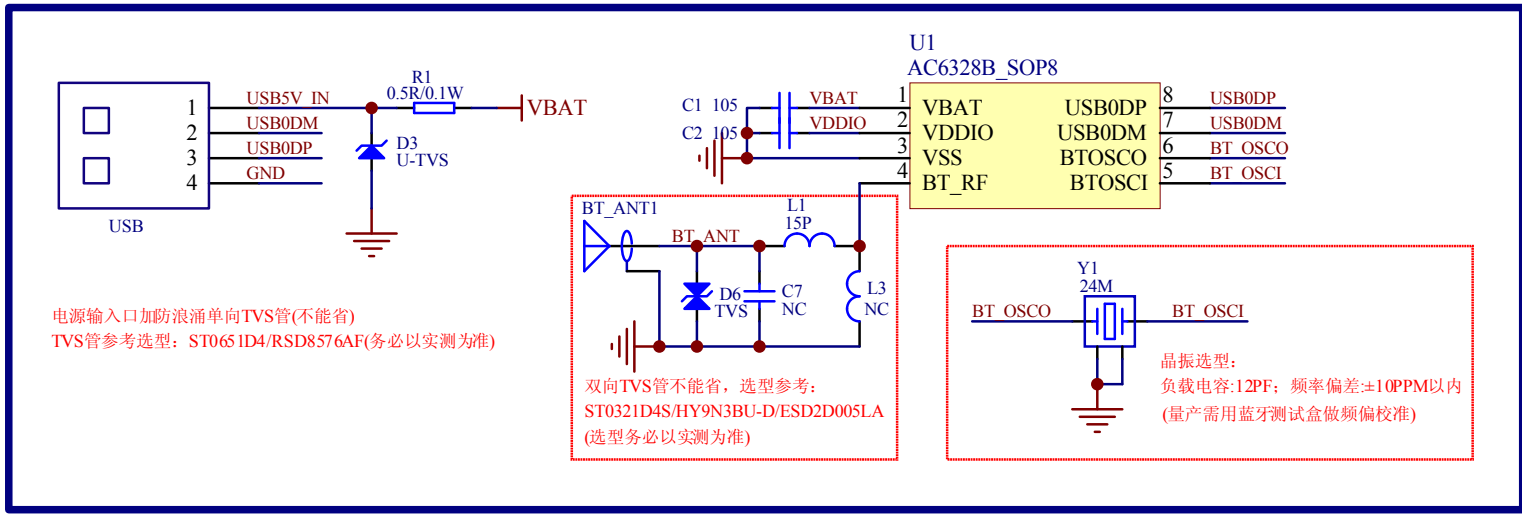 1
2
3
4
USB5V_IN
USB0DM
USB0DP
GND
USB
R1
0.5R/0.1W
VBAT
D3
U-TVS
电源输入口加防浪涌单向TVS管(不能省)
TVS管参考选型：ST0651D4/RSD8576AF(务必以实测为准)
U1
AC6328B_SOP8
C1 105
C2 105
VBAT
VDDIO
1
2
3
4
VBAT
VDDIO
VSS
BT_RF
USB0DP
USB0DM
BTOSCO
BTOSCI
8
7
6
5
USB0DP
USB0DM
BT_OSCO
BT_OSCI
BT_ANT1
BT_ANT
L1
15P
D6
TVS
C7
NC
L3
NC
双向TVS管不能省，选型参考：
ST0321D4S/HY9N3BU-D/ESD2D005LA
(选型务必以实测为准)
Y1
24M
BT_OSCO
BT_OSCI
晶振选型：
负载电容:12PF；频率偏差:±10PPM以内
(量产需用蓝牙测试盒做频偏校准)